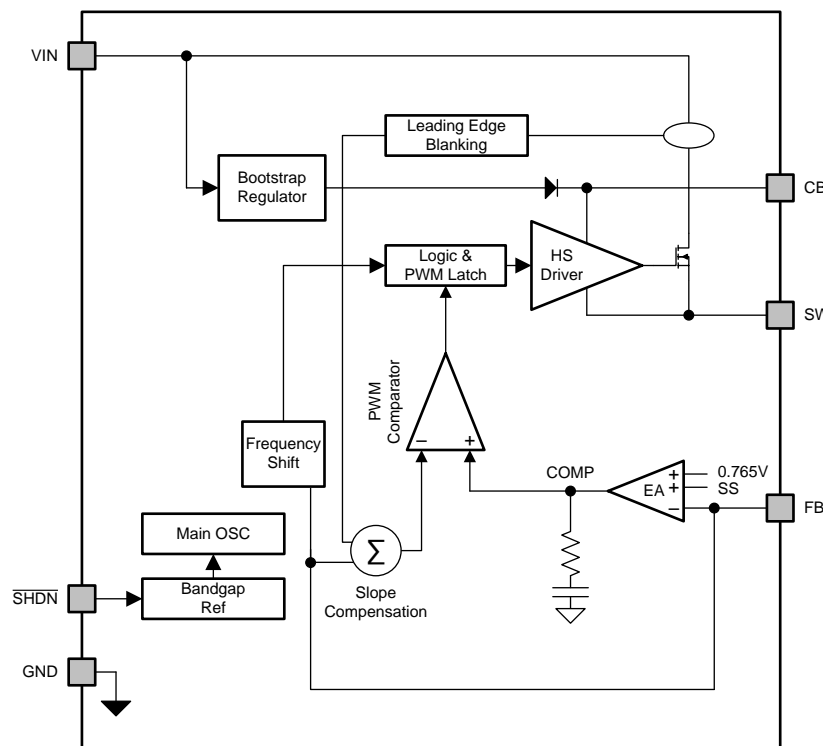 VIN
Leading Edge
Blanking
Bootstrap
Regulator
CB
Logic &
PWM Latch
HS
Driver
SW
PWM
Comparator
–
+
Frequency
Shift
COMP
EA
+
+
–
0.765V
SS
FB
Main OSC
Σ
SHDN
Bandgap
Ref
Slope
Compensation
GND